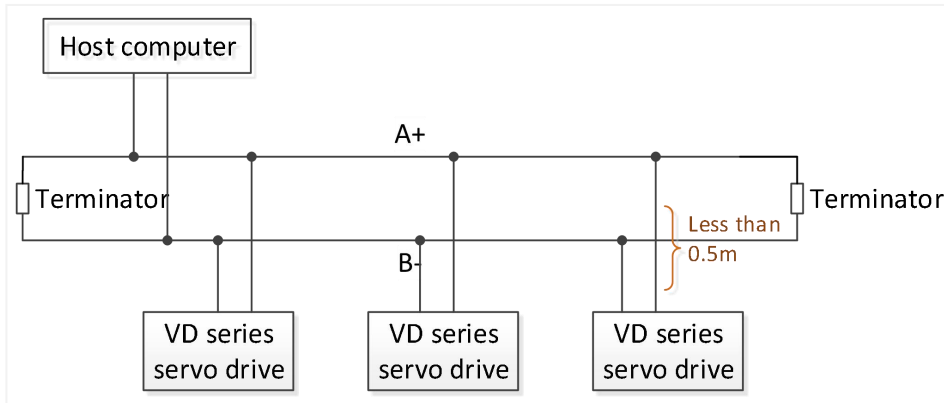 Host computer
A+
Terminator
Terminator
Less than
0.5m
B-
VD series
servo drive
VD series
servo drive
VD series
servo drive